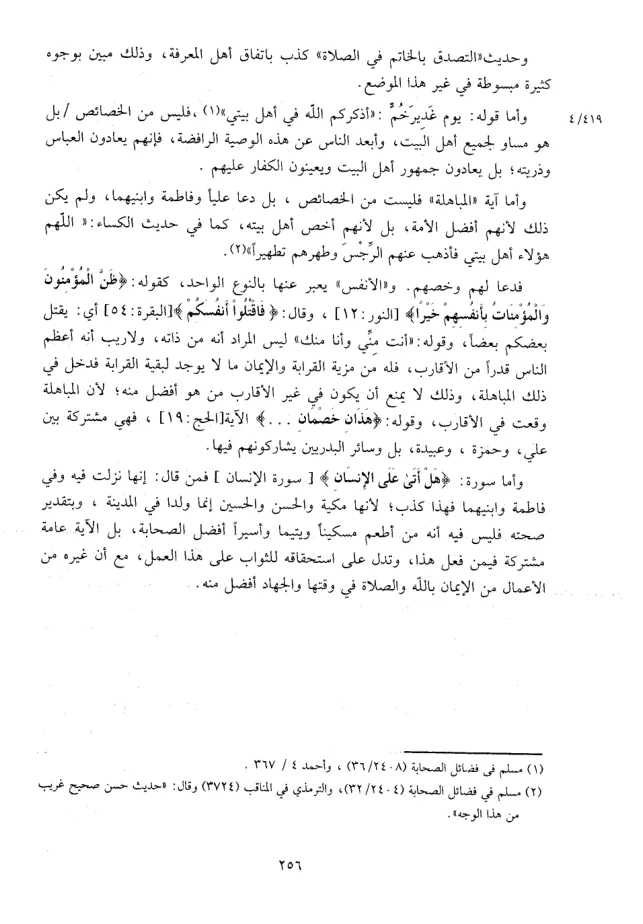 وحديث «التصدق بالخاتم في الصلاة» كذب باتفاق أهل المعرفة، وذلك مبين بوجوه
كثيرة مبسوطة في غير هذا الموضع.
وأما قوله: يوم غَديرِخُمٍّ: «أذكركم اللّه في أهل بيتي»(١)، فليس من الخصائص / بل
٤/٤١٩
هو مساو لجميع أهل البيت، وأبعد الناس عن هذه الوصية الرافضة، فإنهم يعادون العباس
وذريته؛ بل يعادون جمهور أهل البيت ويعينون الكفار عليهم .
وأما آية «المباهلة» فليست من الخصائص ، بل دعا علياً وفاطمة وابنيهما، ولم يكن
ذلك لأنهم أفضل الأمة، بل لأنهم أخص أهل بيته، كما في حديث الكساء: « اللّهم
هؤلاء أهل بيتي فأذهب عنهم الرِّجْسَ وطهرهم تطهيراً»(٢).
فدعا لهم وخصهم. و«الأنفس» يعبر عنها بالنوع الواحد، كقوله: ﴿ظَنَّ الْمُؤْمِنُونَ
وَالْمُؤْمِنَاتُ بِأَنفُسِهِمْ خَيْرًا﴾ [النور: ١٢] ، وقال: ﴿ فَاقْتُلُواْ أَنفُسَكُمْ ﴾[البقرة: ٥٤] أي: يقتل
بعضكم بعضاً، وقوله: «أنت مِنِّي وأنا منك» ليس المراد أنه من ذاته، ولاريب أنه أعظم
الناس قدراً من الأقارب، فله من مزية القرابة والإيمان ما لا يوجد لبقية القرابة فدخل في
ذلك المباهلة، وذلك لا يمنع أن يكون في غير الأقارب من هو أفضل منه؛ لأن المباهلة
وقعت في الأقارب، وقوله: ﴿هَذَانِ خَصْمَانِ . . .﴾ الآية[الحج: ١٩] ، فهي مشتركة بين
علي، وحمزة ، وعبيدة، بل وسائر البدريين يشاركونهم فيها.
وأما سورة: ﴿هَلْ أَتَىٰ عَلَى الإِنسَانِ ﴾ [ سورة الإنسان ] فمن قال: إنها نزلت فيه وفي
فاطمة وابنيهما فهذا كذب؛ لأنها مكية والحسن والحسين إنما ولدا في المدينة ، وبتقدير
صحته فليس فيه أنه من أطعم مسكيناً ويتيما وأسيراً أفضل الصحابة، بل الآية عامة
مشتركة فيمن فعل هذا، وتدل على استحقاقه للثواب على هذا العمل، مع أن غيره من
الأعمال من الإيمان باللّه والصلاة في وقتها والجهاد أفضل منه.
(١) مسلم في فضائل الصحابة (٢٤٠٨/ ٣٦) ، وأحمد ٤ / ٣٦٧ .
(٢) مسلم في فضائل الصحابة (٢٤٠٤/ ٣٢)، والترمذي في المناقب (٣٧٢٤) وقال: «حديث حسن صحيح غريب
من هذا الوجه».
٢٥٦